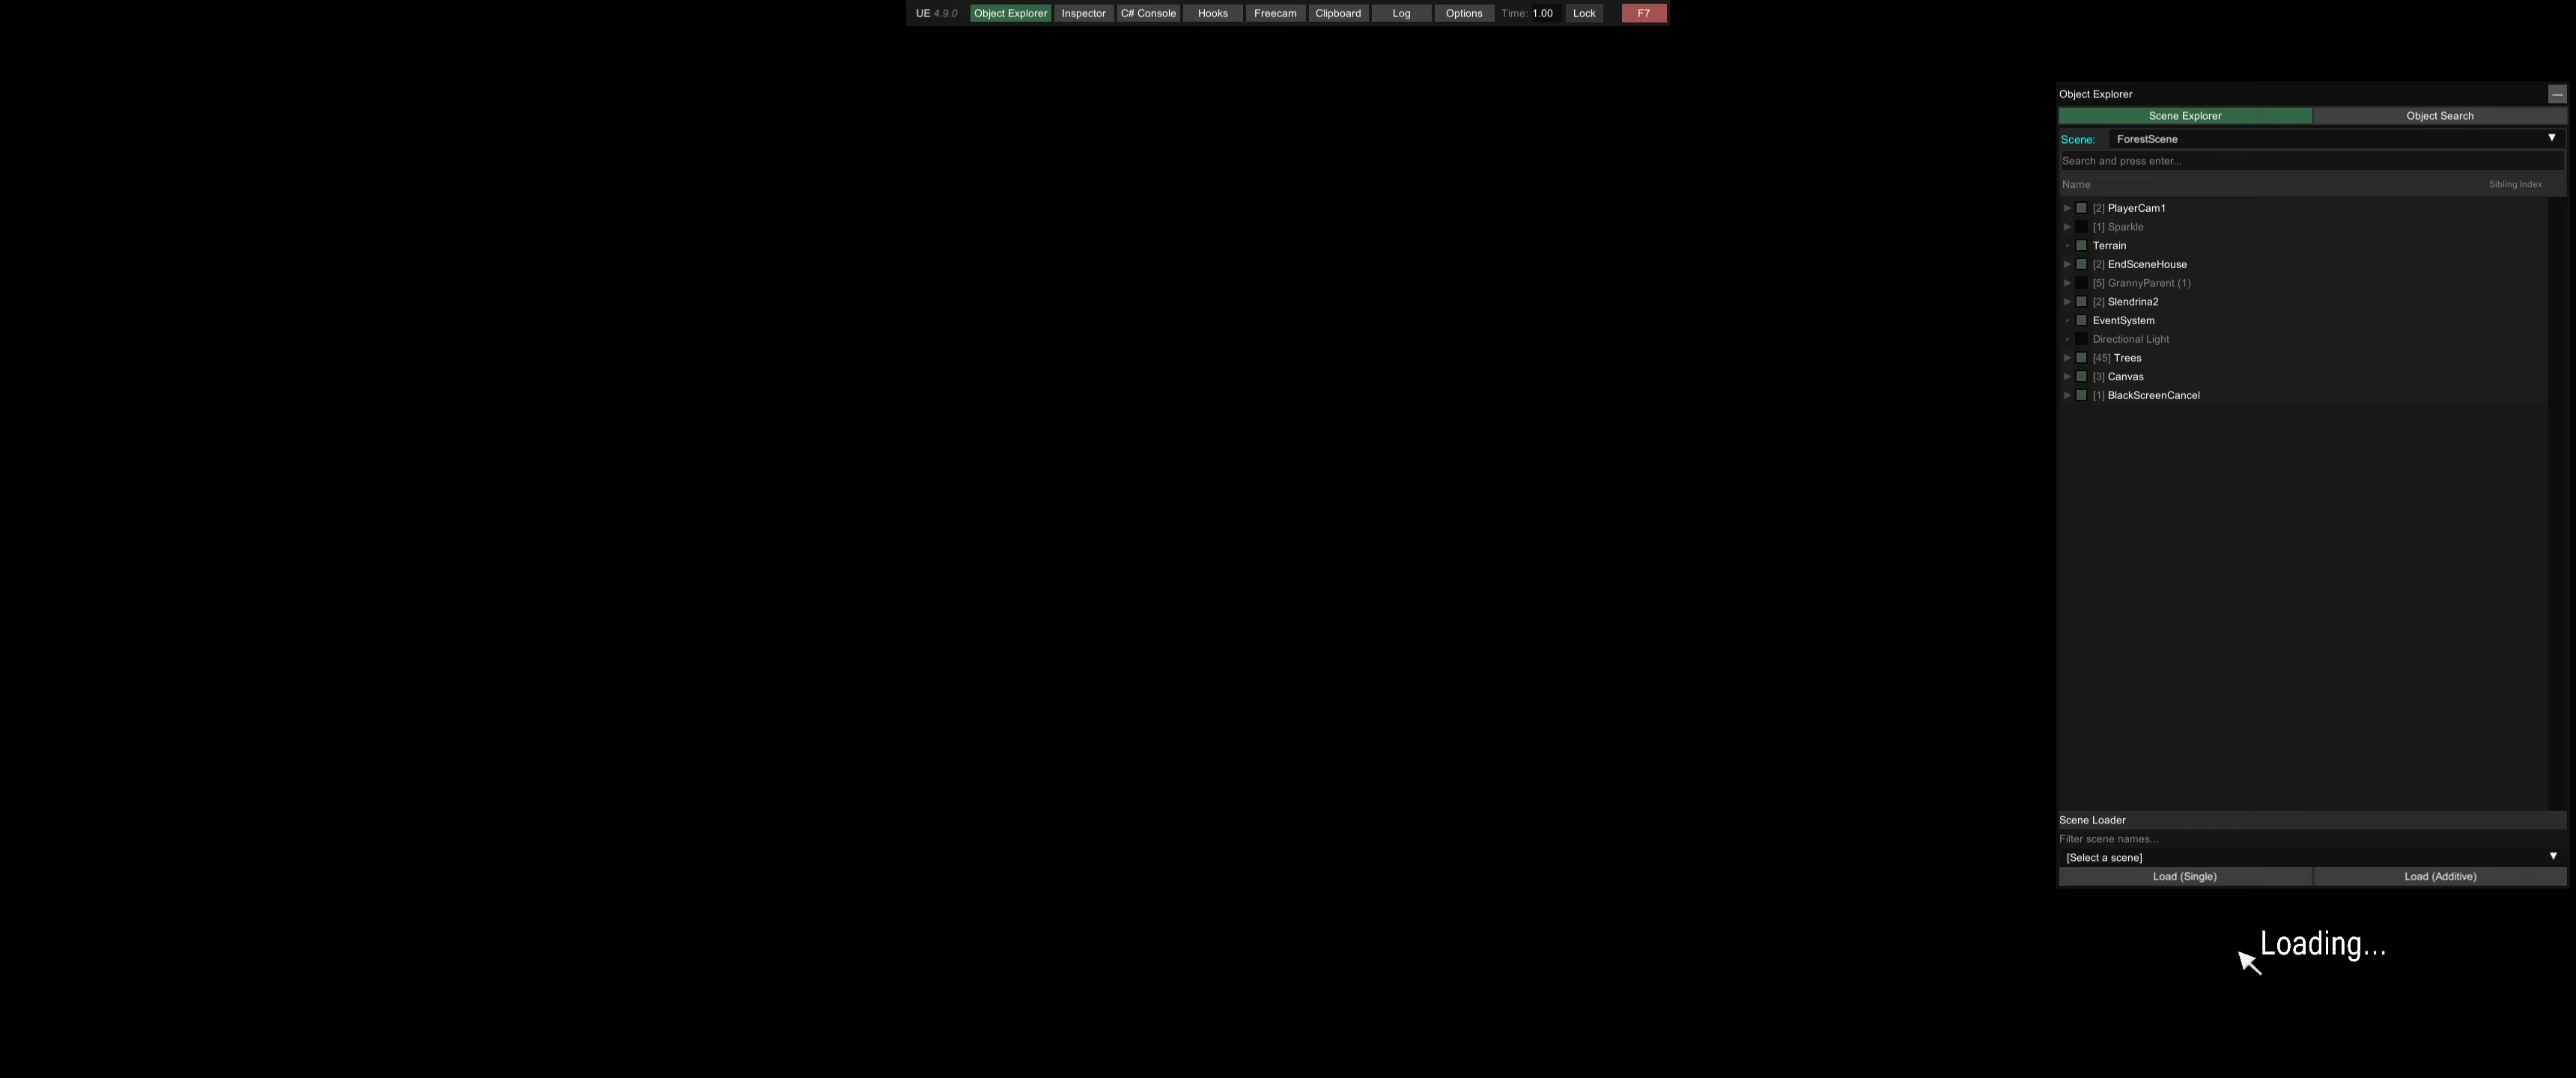 UE 4.9.0 Object Explorer Inspector C# Console Hooks Freecam Clipboard Log Options Time: 1.00 Lock F7
Object Explorer
Scene Explorer Object Search
Scene: ForestScene
Search and press enter...
Name Sibling Index
[2] PlayerCam1
[1] Sparkle
Terrain
[2] EndSceneHouse
[5] GrannyParent (1)
[2] Slendrina2
EventSystem
Directional Light
[45] Trees
[3] Canvas
[1] BlackScreenCancel
Scene Loader
Filter scene names...
[Select a scene]
Load (Single) Load (Additive)
Loading...